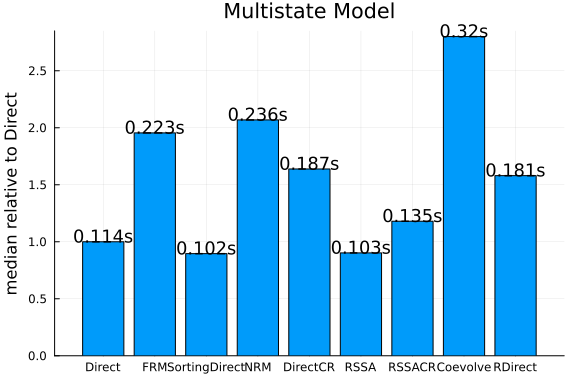 Multistate Model
median relative to Direct
2.5
2.0
1.5
1.0
0.5
0.0
0.114s
0.223s
0.102s
0.236s
0.187s
0.103s
0.135s
0.32s
0.181s
Direct FRM SortingDirect NRM DirectCR RSSA RSSACR Coevolve RDirect